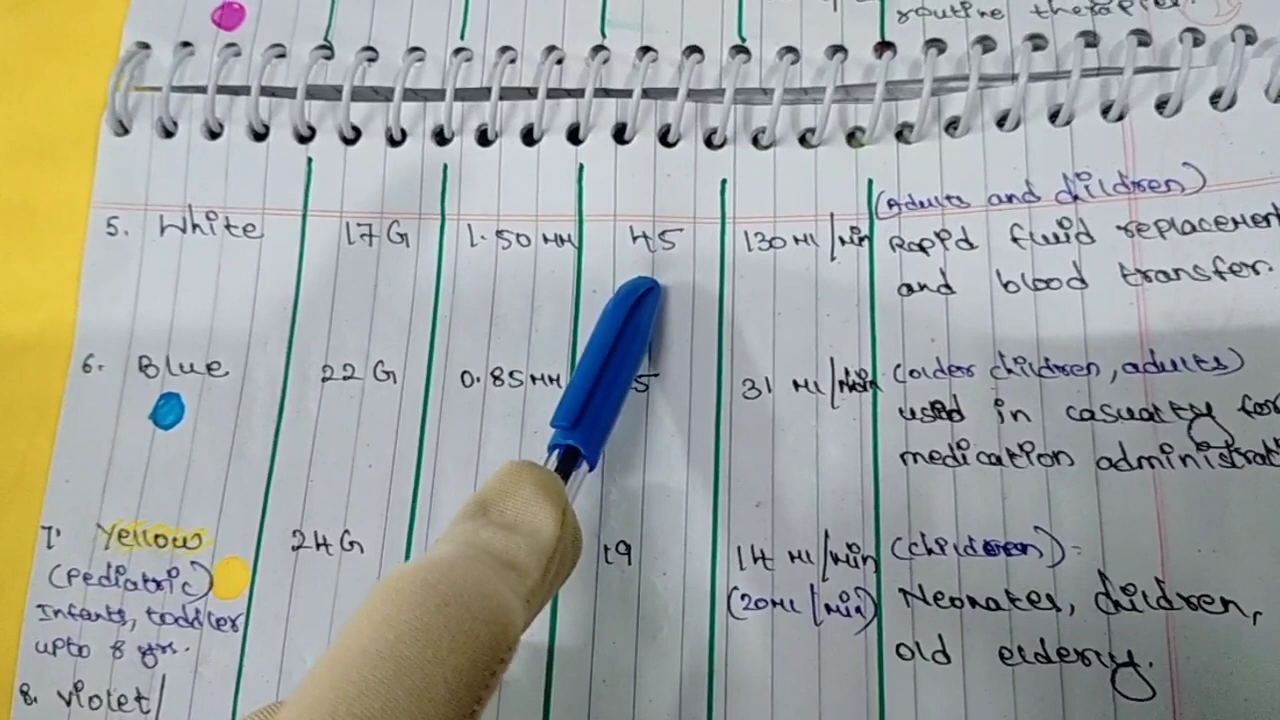 routine therapies
(Adults and children)
5. White 17 G 1.50 MM 45 130 Ml/min Rapid fluid replacement
and blood transfer.
6. Blue 22 G 0.85 MM 5 31 Ml/min (older children, adults)
used in casualty for
medication administrat
7. Yellow 24 G 19 14 Ml/min (children)-
(Pediatric) (20Ml/min) Neonates, children,
Infants, toddler
upto 8 yrs. old elderly.
8. Violet/